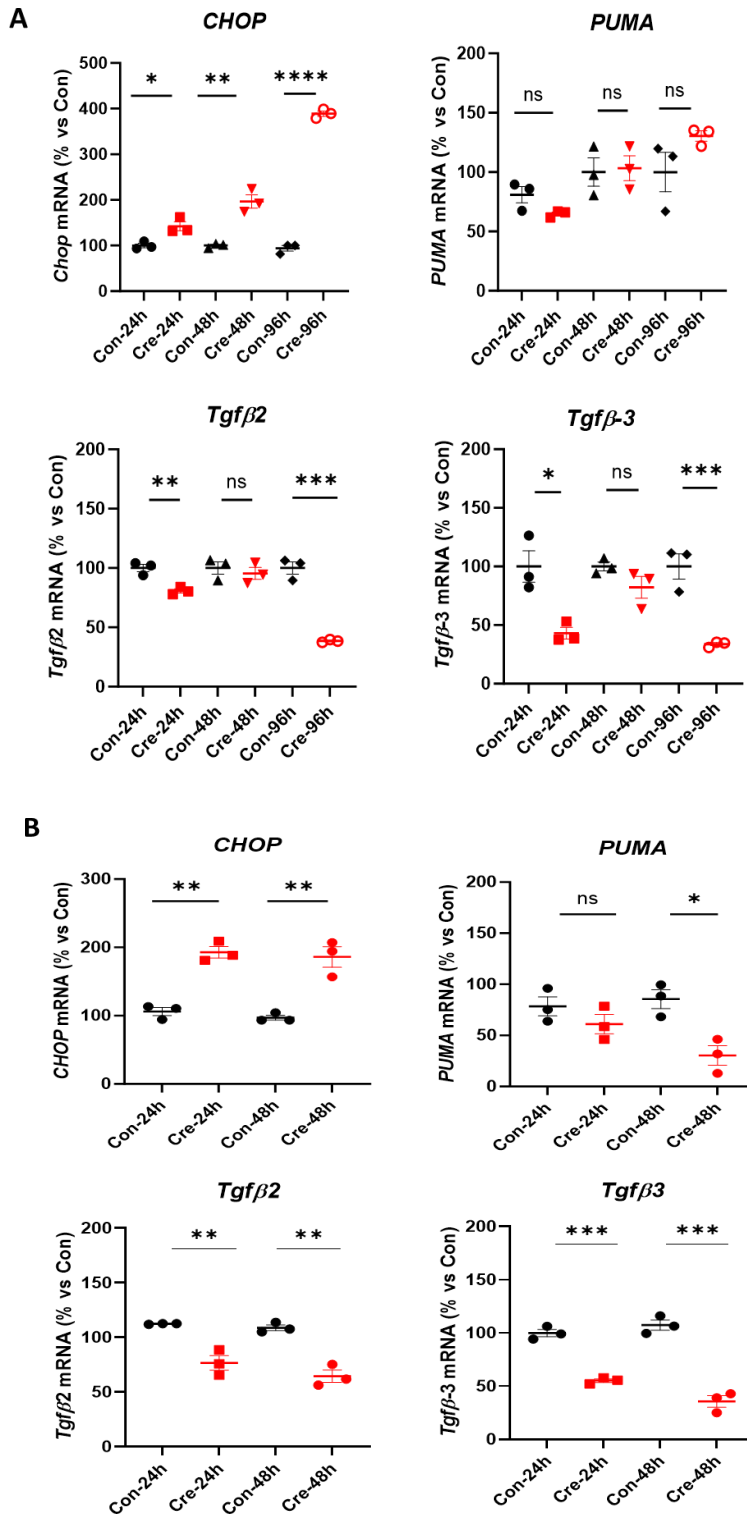 A
CHOP
Chop mRNA (% vs Con)
500
400
300
200
100
0
*
**
****
Con-24h
Cre-24h
Con-48h
Cre-48h
Con-96h
Cre-96h
PUMA
PUMA mRNA (% vs Con)
200
150
100
50
0
ns
ns
ns
Con-24h
Cre-24h
Con-48h
Cre-48h
Con-96h
Cre-96h
Tgfβ2
Tgfβ2 mRNA (% vs Con)
200
150
100
50
0
**
ns
***
Con-24h
Cre-24h
Con-48h
Cre-48h
Con-96h
Cre-96h
Tgfβ-3
Tgfβ-3 mRNA (% vs Con)
200
150
100
50
0
*
ns
***
Con-24h
Cre-24h
Con-48h
Cre-48h
Con-96h
Cre-96h
B
CHOP
CHOP mRNA (% vs Con)
300
200
100
0
**
**
Con-24h
Cre-24h
Con-48h
Cre-48h
PUMA
PUMA mRNA (% vs Con)
200
150
100
50
0
ns
*
Con-24h
Cre-24h
Con-48h
Cre-48h
Tgfβ2
Tgfβ2 mRNA (% vs Con)
200
150
100
50
0
**
**
Con-24h
Cre-24h
Con-48h
Cre-48h
Tgfβ3
Tgfβ-3 mRNA (% vs Con)
200
150
100
50
0
***
***
Con-24h
Cre-24h
Con-48h
Cre-48h